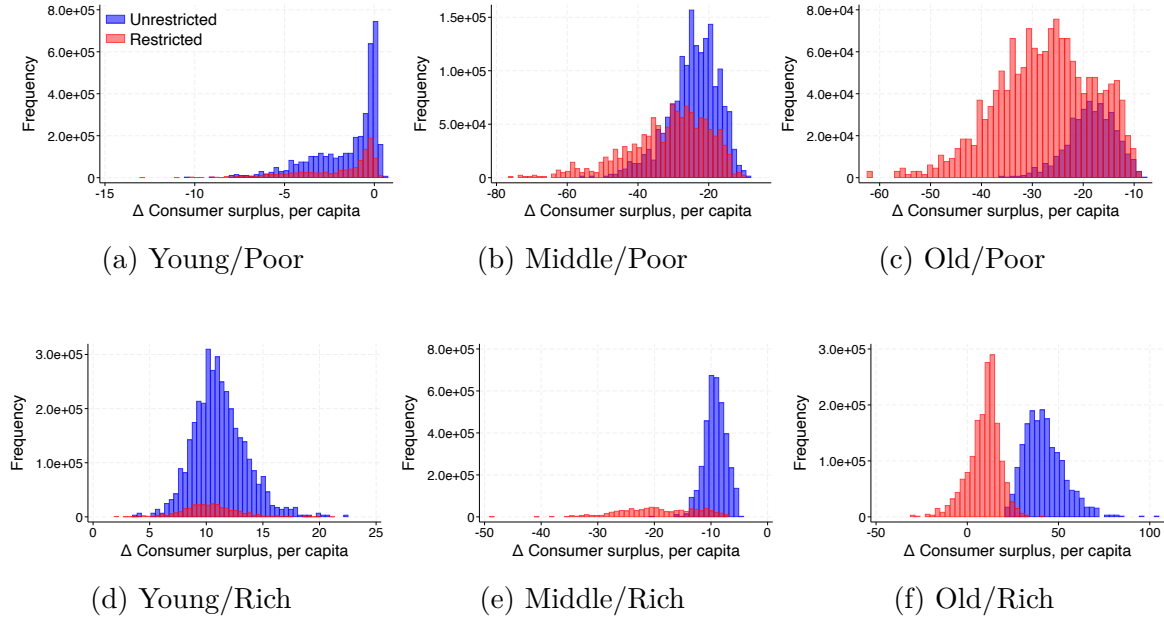 Unrestricted
Restricted
Frequency
8.0e+05
6.0e+05
4.0e+05
2.0e+05
0
-15 -10 -5 0
Δ Consumer surplus, per capita
(a) Young/Poor
Frequency
1.5e+05
1.0e+05
5.0e+04
0
-80 -60 -40 -20
Δ Consumer surplus, per capita
(b) Middle/Poor
Frequency
8.0e+04
6.0e+04
4.0e+04
2.0e+04
0
-60 -50 -40 -30 -20 -10
Δ Consumer surplus, per capita
(c) Old/Poor
Frequency
3.0e+05
2.0e+05
1.0e+05
0
0 5 10 15 20 25
Δ Consumer surplus, per capita
(d) Young/Rich
Frequency
8.0e+05
6.0e+05
4.0e+05
2.0e+05
0
-50 -40 -30 -20 -10 0
Δ Consumer surplus, per capita
(e) Middle/Rich
Frequency
3.0e+05
2.0e+05
1.0e+05
0
-50 0 50 100
Δ Consumer surplus, per capita
(f) Old/Rich